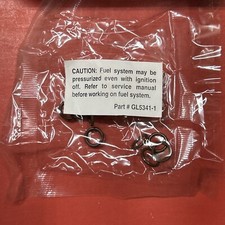 CAUTION: Fuel system may be
pressurized even with ignition
off. Refer to service manual
before working on fuel system.
Part # GL5341-1